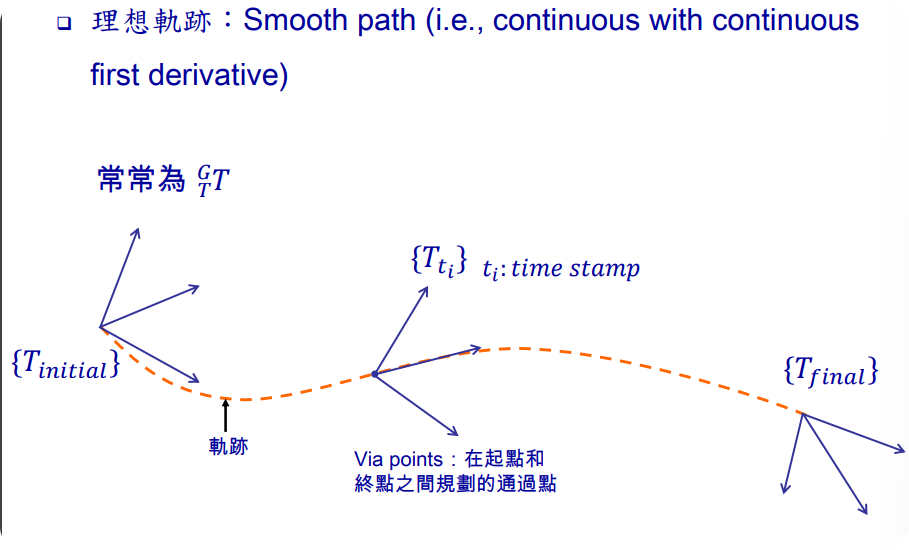 ❑ 理想軌跡：Smooth path (i.e., continuous with continuous
first derivative)
常常為 ᴳ_T T
{T_{t_i}} t_i: time stamp
{T_{initial}}
{T_{final}}
軌跡
Via points：在起點和
終點之間規劃的通過點